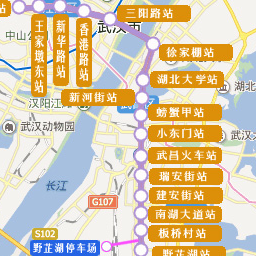 三阳路站
武汉市
中山公
王家墩东站
新华路站
香港路站
徐家棚站
湖北大学站
湖北
新河街站
汉阳江
螃蟹甲站
武汉动物园
小东门站
武昌火车站
长江
瑞安街站
G107
建安街站
南湖大道站
S102
板桥村站
野芷湖停车场
野芷湖站